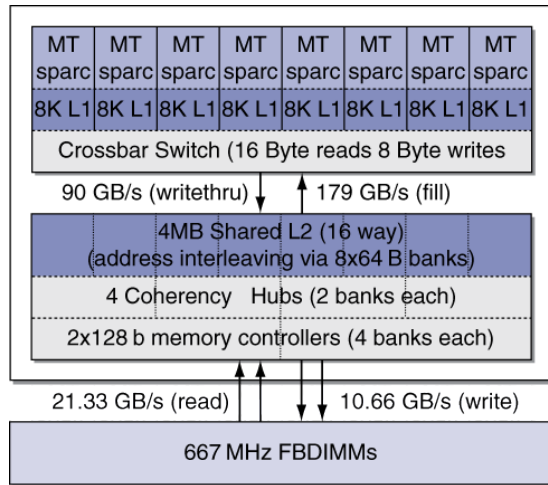 MT MT MT MT MT MT MT MT
sparc sparc sparc sparc sparc sparc sparc sparc
8K L1 8K L1 8K L1 8K L1 8K L1 8K L1 8K L1 8K L1
Crossbar Switch (16 Byte reads 8 Byte writes
90 GB/s (writethru) 179 GB/s (fill)
4MB Shared L2 (16 way)
(address interleaving via 8x64 B banks)
4 Coherency Hubs (2 banks each)
2x128 b memory controllers (4 banks each)
21.33 GB/s (read) 10.66 GB/s (write)
667 MHz FBDIMMs